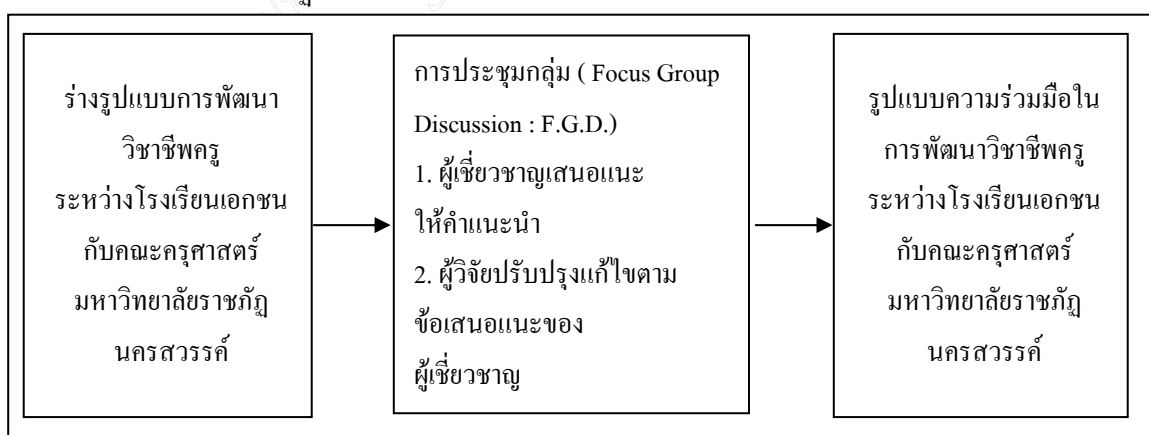 ร่างรูปแบบการพัฒนา
วิชาชีพครู
ระหว่างโรงเรียนเอกชน
กับคณะครุศาสตร์
มหาวิทยาลัยราชภัฏ
นครสวรรค์
การประชุมกลุ่ม ( Focus Group
Discussion : F.G.D.)
1. ผู้เชี่ยวชาญเสนอแนะ
ให้คำแนะนำ
2. ผู้วิจัยปรับปรุงแก้ไขตาม
ข้อเสนอแนะของ
ผู้เชี่ยวชาญ
รูปแบบความร่วมมือใน
การพัฒนาวิชาชีพครู
ระหว่างโรงเรียนเอกชน
กับคณะครุศาสตร์
มหาวิทยาลัยราชภัฏ
นครสวรรค์